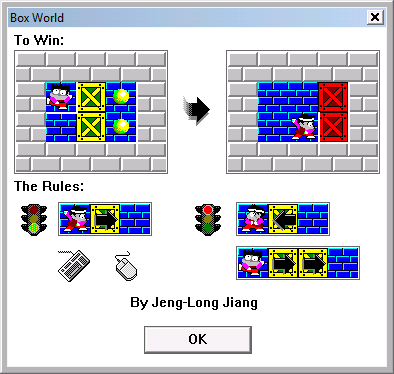 Box World
To Win:
The Rules:
By Jeng-Long Jiang
OK